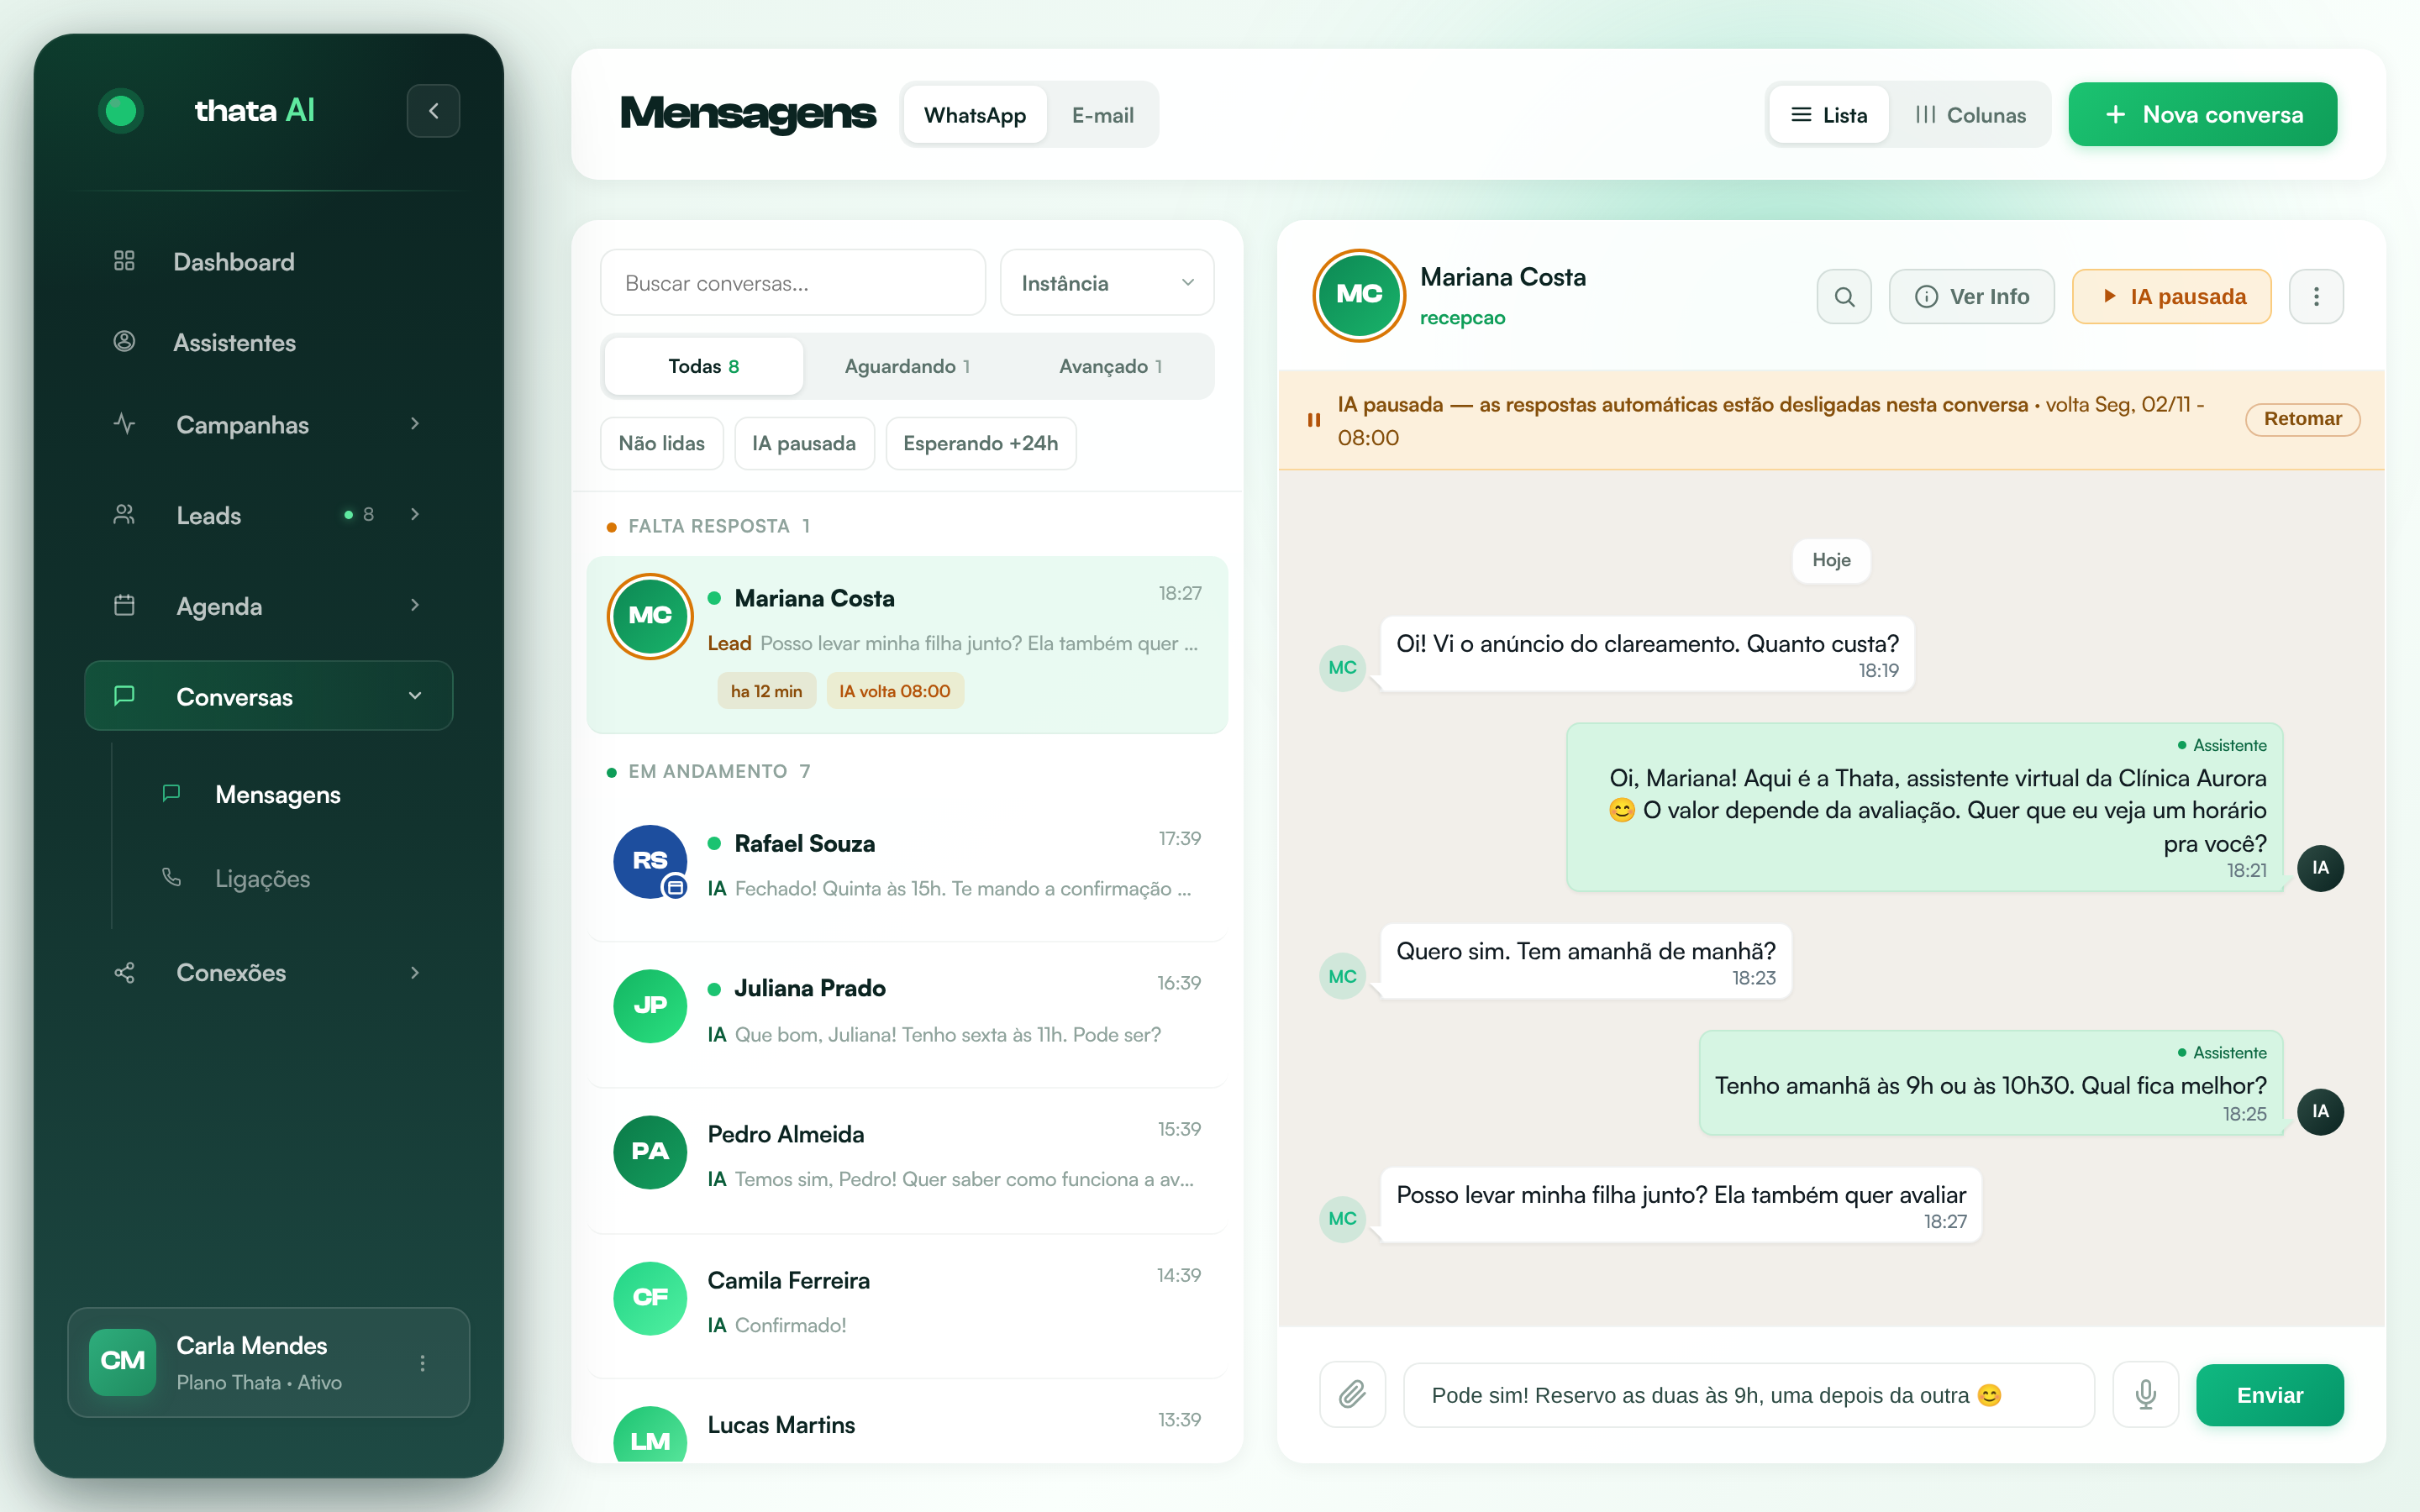 thata AI
Dashboard
Assistentes
Campanhas
Leads 8
Agenda
Conversas
Mensagens
Ligações
Conexões
CM
Carla Mendes
Plano Thata · Ativo
Mensagens
WhatsApp
E-mail
Lista
Colunas
Nova conversa
Buscar conversas...
Instância
Todas 8
Aguardando 1
Avançado 1
Não lidas
IA pausada
Esperando +24h
FALTA RESPOSTA 1
MC
Mariana Costa
18:27
Lead Posso levar minha filha junto? Ela também quer ...
ha 12 min
IA volta 08:00
EM ANDAMENTO 7
RS
Rafael Souza
17:39
IA Fechado! Quinta às 15h. Te mando a confirmação ...
JP
Juliana Prado
16:39
IA Que bom, Juliana! Tenho sexta às 11h. Pode ser?
PA
Pedro Almeida
15:39
IA Temos sim, Pedro! Quer saber como funciona a av...
CF
Camila Ferreira
14:39
IA Confirmado!
LM
Lucas Martins
13:39
MC
Mariana Costa
recepcao
Ver Info
IA pausada
IA pausada — as respostas automáticas estão desligadas nesta conversa · volta Seg, 02/11 -
08:00
Retomar
Hoje
MC
Oi! Vi o anúncio do clareamento. Quanto custa?
18:19
Assistente
Oi, Mariana! Aqui é a Thata, assistente virtual da Clínica Aurora
😊 O valor depende da avaliação. Quer que eu veja um horário
pra você?
18:21
IA
MC
Quero sim. Tem amanhã de manhã?
18:23
Assistente
Tenho amanhã às 9h ou às 10h30. Qual fica melhor?
18:25
IA
MC
Posso levar minha filha junto? Ela também quer avaliar
18:27
Pode sim! Reservo as duas às 9h, uma depois da outra 😊
Enviar